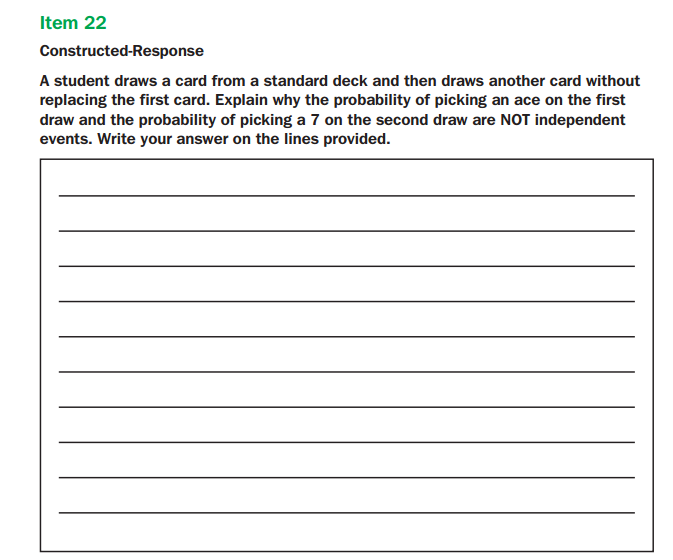 Item 22
Constructed-Response
A student draws a card from a standard deck and then draws another card without
replacing the first card. Explain why the probability of picking an ace on the first
draw and the probability of picking a 7 on the second draw are NOT independent
events. Write your answer on the lines provided.